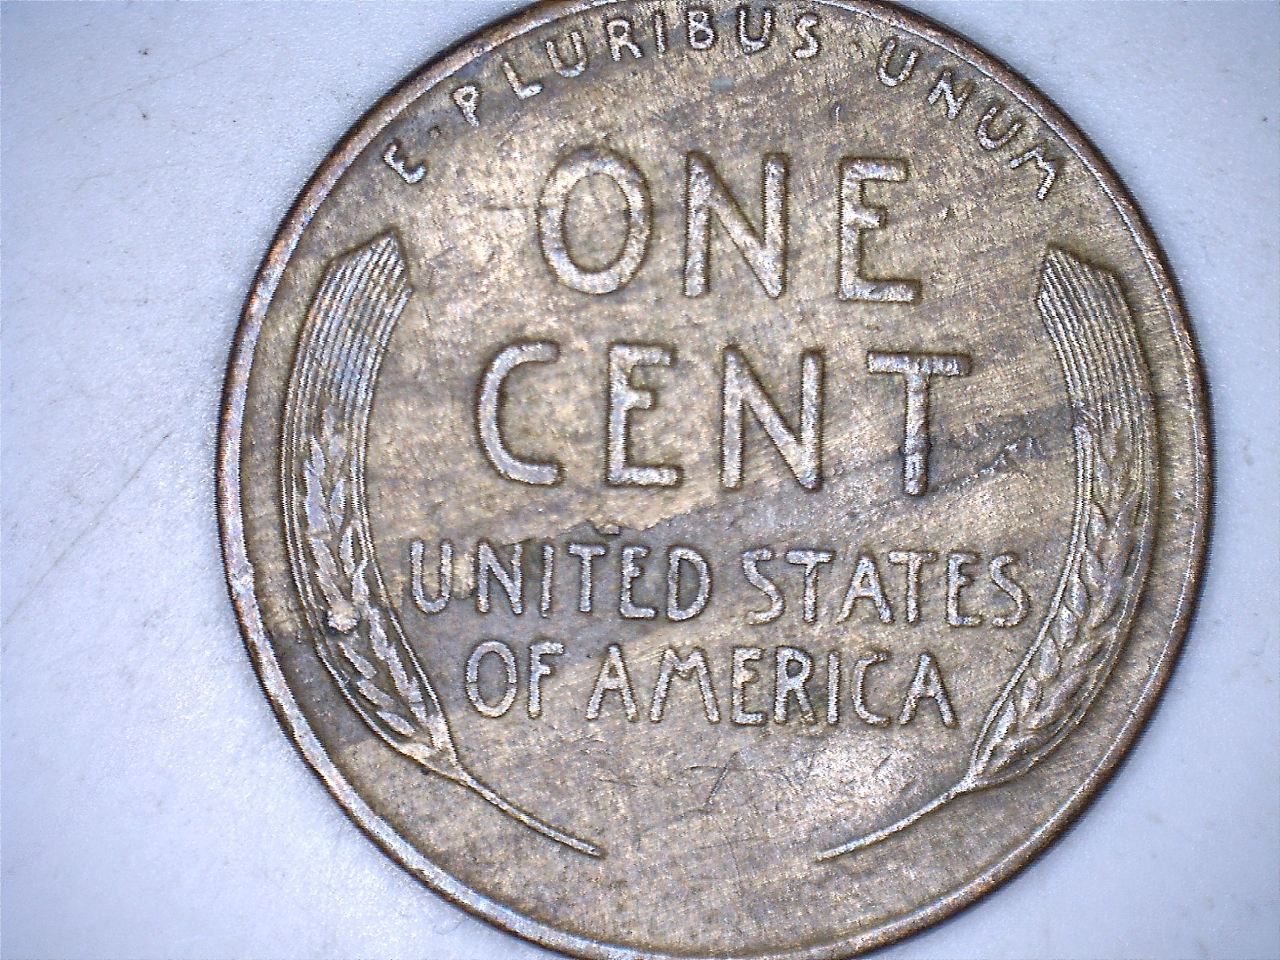 E · PLURIBUS · UNUM
ONE
CENT
UNITED STATES
OF AMERICA